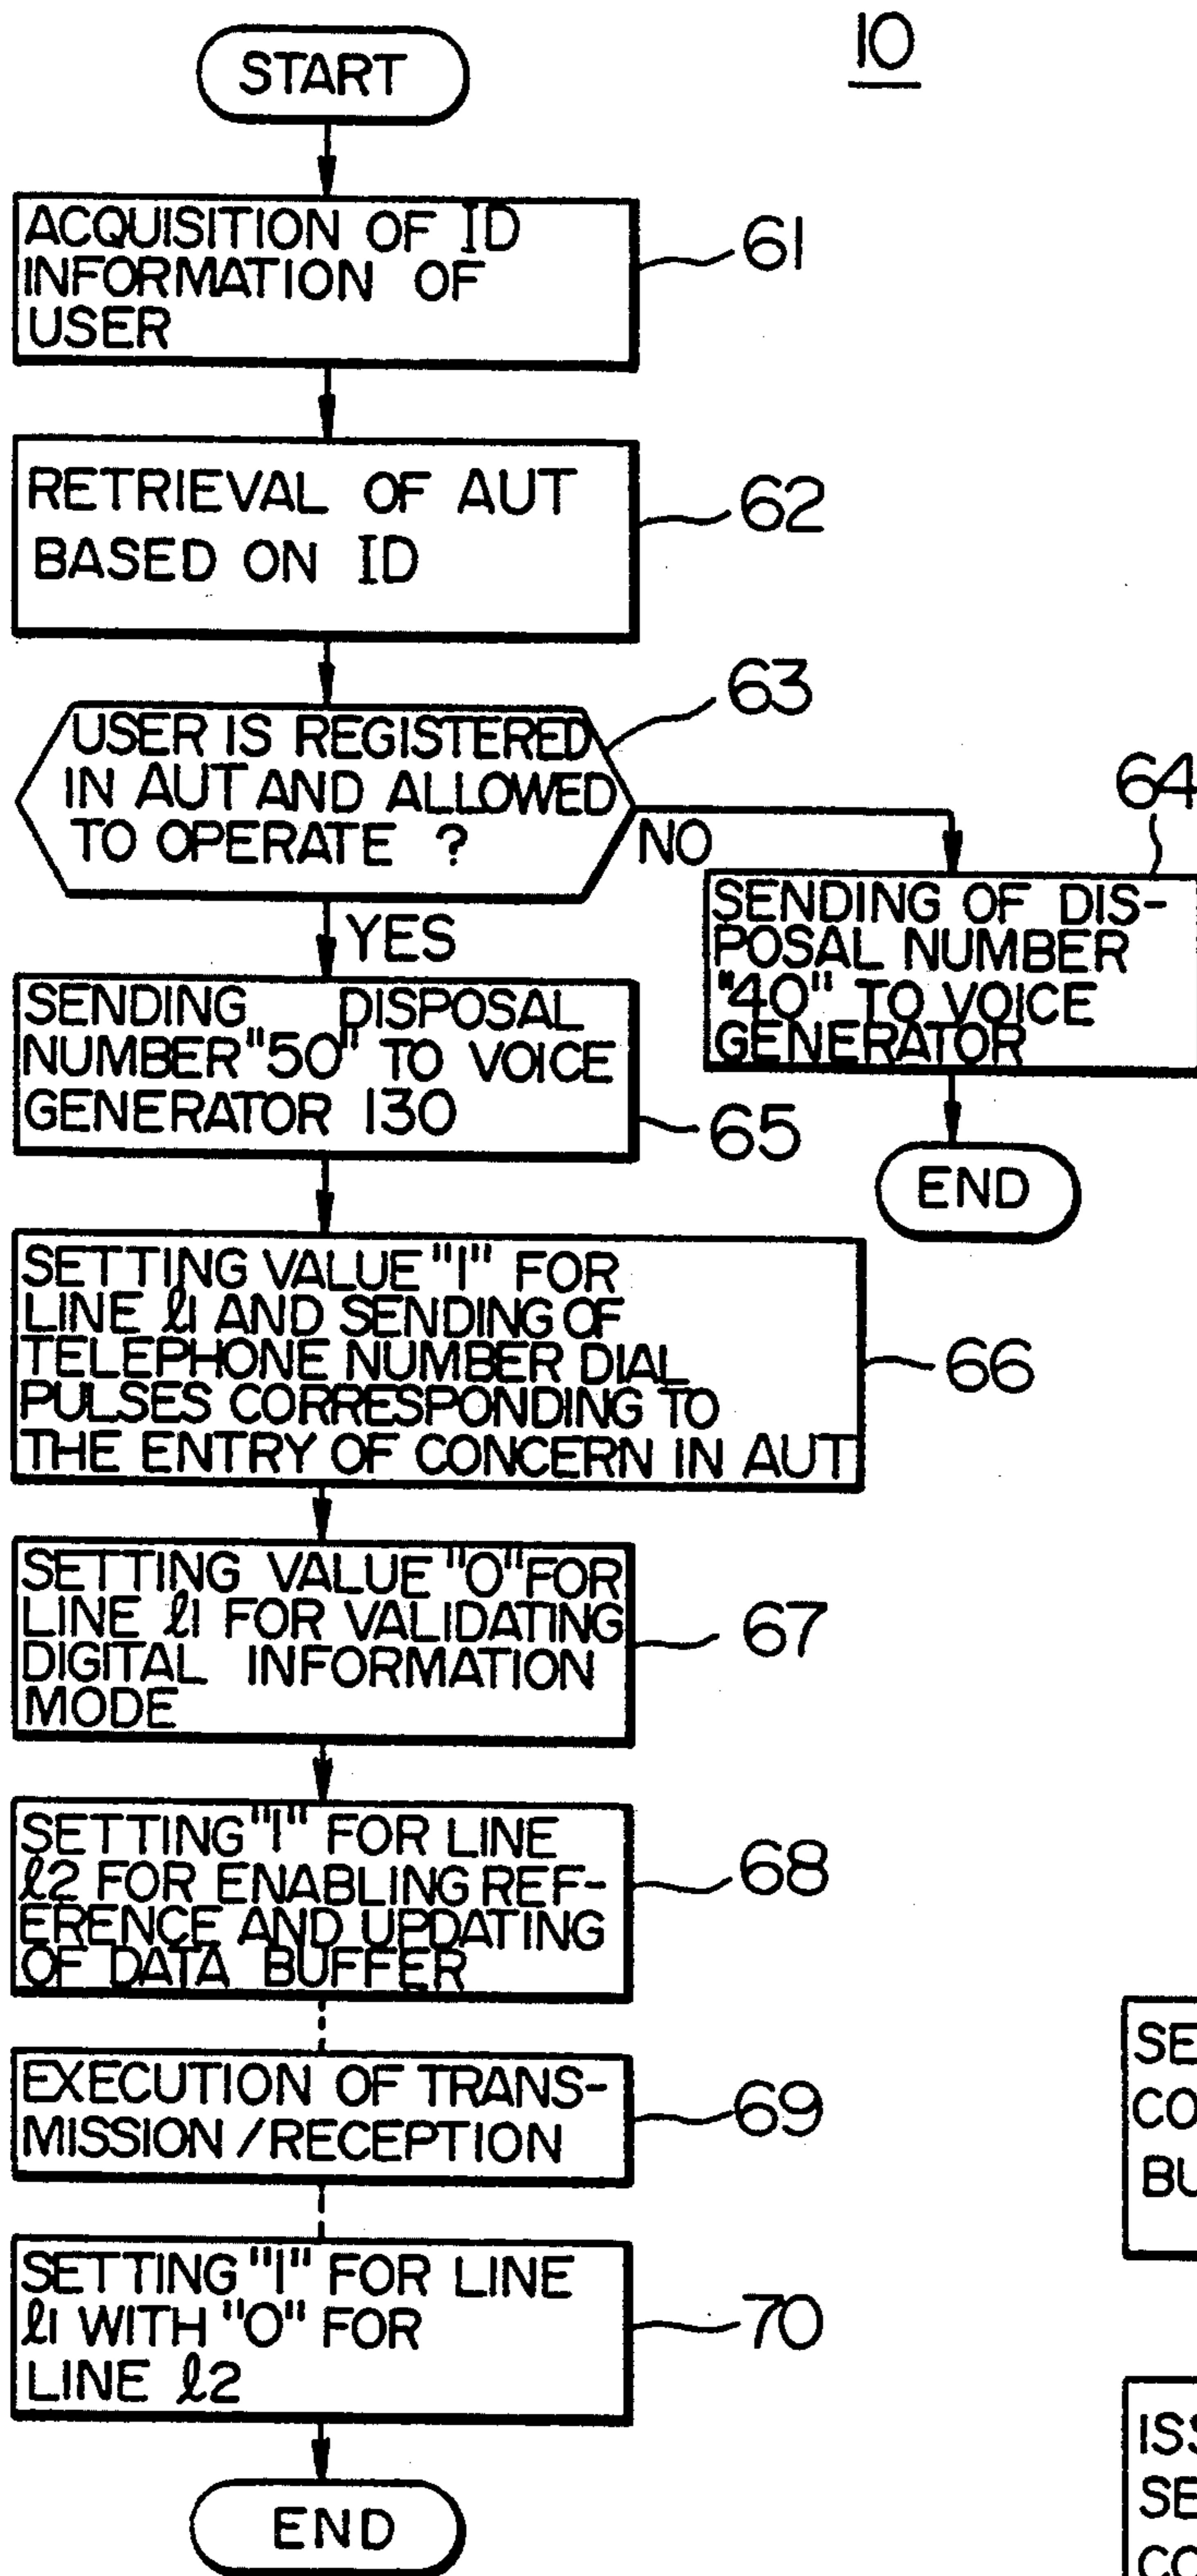 10
START
ACQUISITION OF ID
INFORMATION OF
USER
61
RETRIEVAL OF AUT
BASED ON ID
62
USER IS REGISTERED
IN AUT AND ALLOWED
TO OPERATE ?
63
NO
YES
64
SENDING OF DIS-
POSAL NUMBER
"40" TO VOICE
GENERATOR
END
SENDING DISPOSAL
NUMBER "50" TO VOICE
GENERATOR 130
65
SETTING VALUE "1" FOR
LINE ℓ1 AND SENDING OF
TELEPHONE NUMBER DIAL
PULSES CORRESPONDING TO
THE ENTRY OF CONCERN IN AUT
66
SETTING VALUE "0" FOR
LINE ℓ1 FOR VALIDATING
DIGITAL INFORMATION
MODE
67
SETTING "1" FOR LINE
ℓ2 FOR ENABLING REF-
ERENCE AND UPDATING
OF DATA BUFFER
68
EXECUTION OF TRANS-
MISSION/RECEPTION
69
SETTING "1" FOR LINE
ℓ1 WITH "0" FOR
LINE ℓ2
70
END
SE
CO
BU
ISS
SE
CO